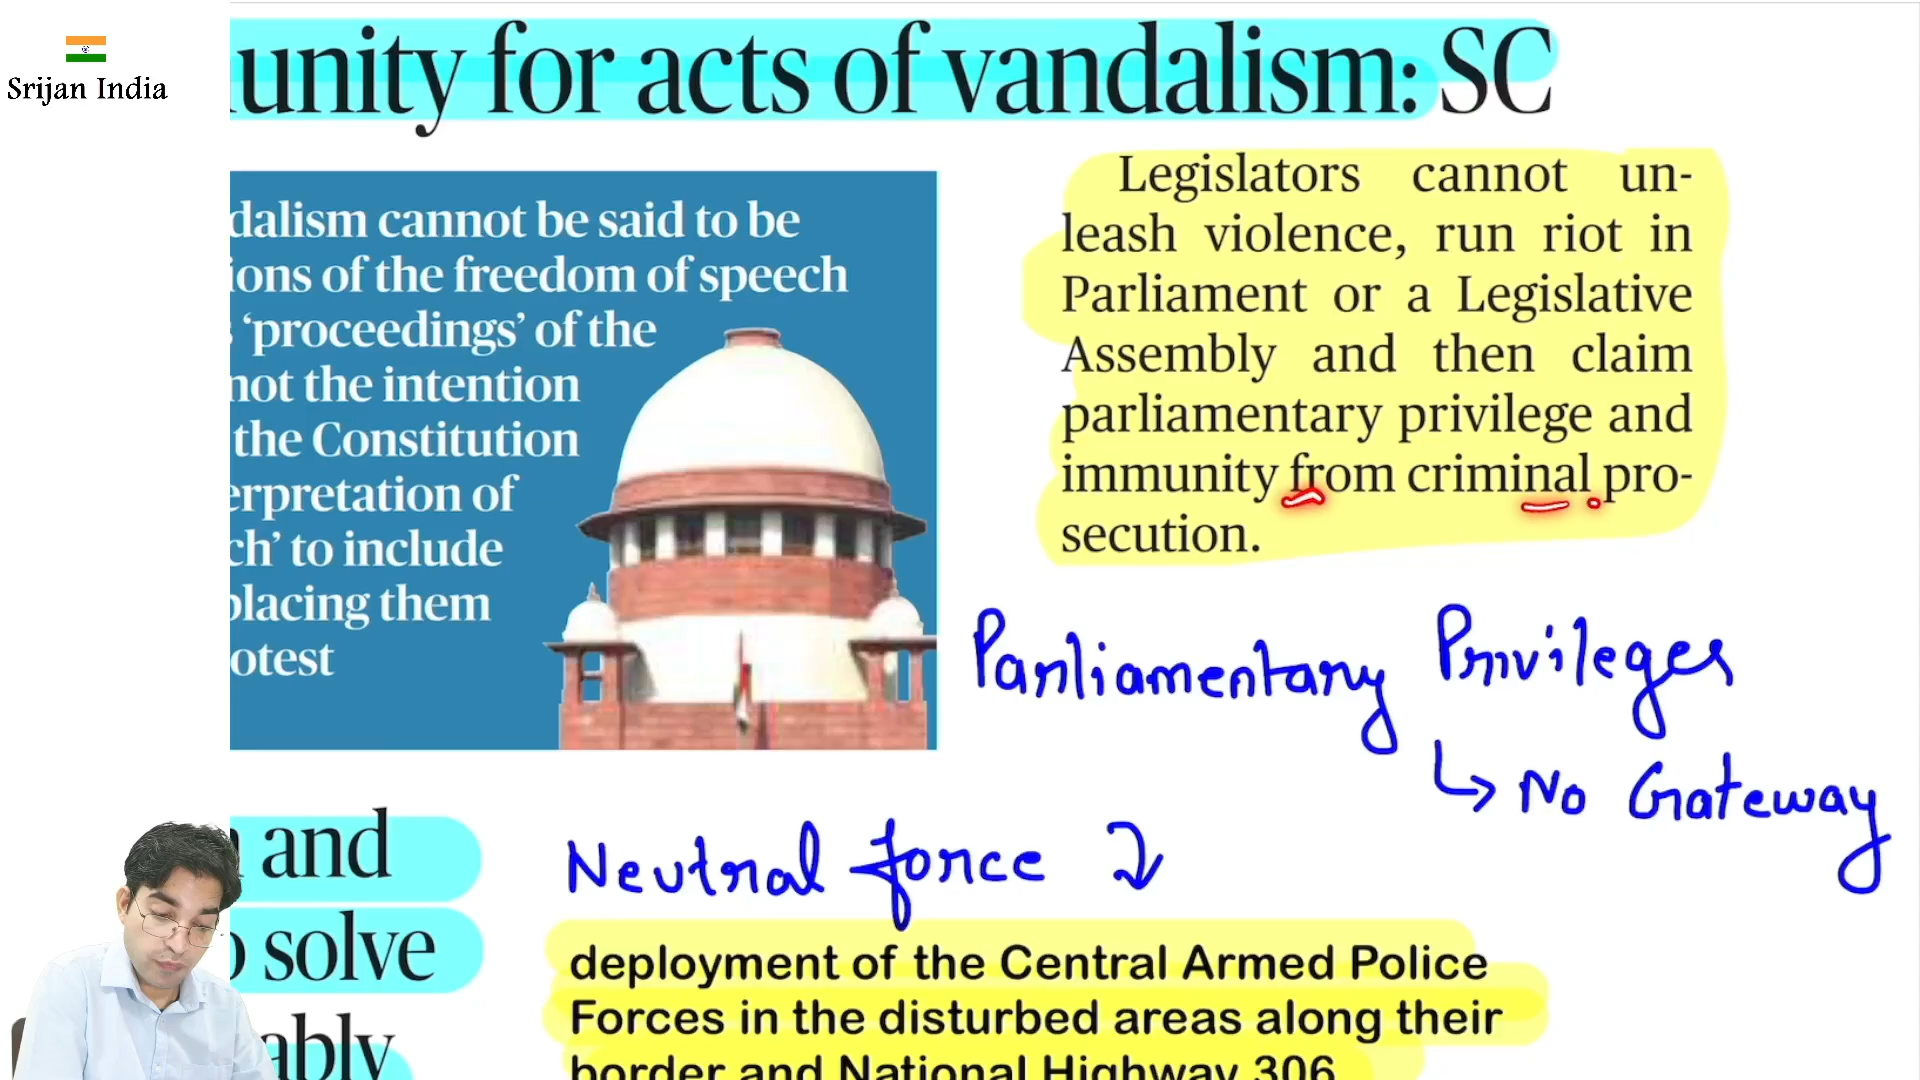 Srijan India
unity for acts of vandalism: SC
dalism cannot be said to be
ions of the freedom of speech
'proceedings' of the
not the intention
the Constitution
erpretation of
ch' to include
placing them
otest
Legislators cannot un-
leash violence, run riot in
Parliament or a Legislative
Assembly and then claim
parliamentary privilege and
immunity from criminal pro-
secution.
Parliamentary Privileges
↳ No Gateway
and
solve
ably
Neutral force
deployment of the Central Armed Police
Forces in the disturbed areas along their
border and National Highway 306